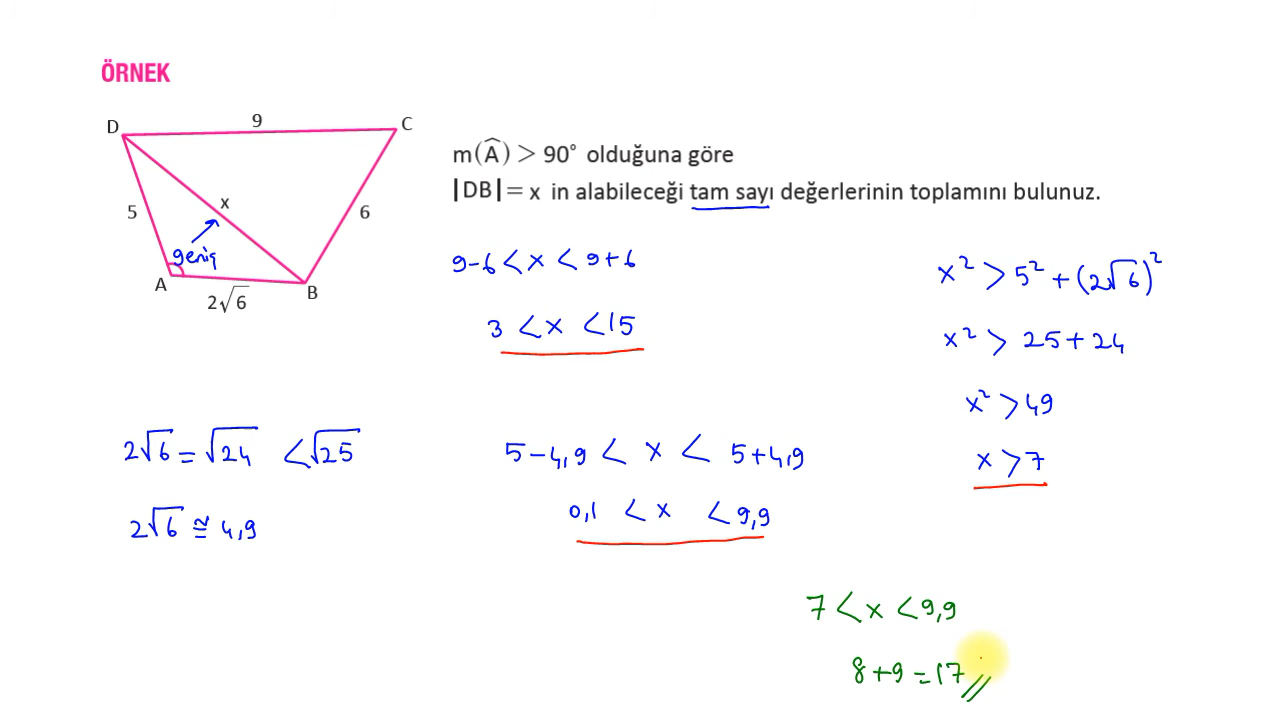 ÖRNEK
D 9 C
x
5 6
geniş
A B
2√6
m(Â) > 90° olduğuna göre
|DB| = x in alabileceği tam sayı değerlerinin toplamını bulunuz.
9-6 < x < 9+6
3 < x < 15
x² > 5² + (2√6)²
x² > 25+24
x² > 49
x > 7
2√6 = √24 < √25
2√6 ≅ 4,9
5-4,9 < x < 5+4,9
0,1 < x < 9,9
7 < x < 9,9
8+9 = 17//